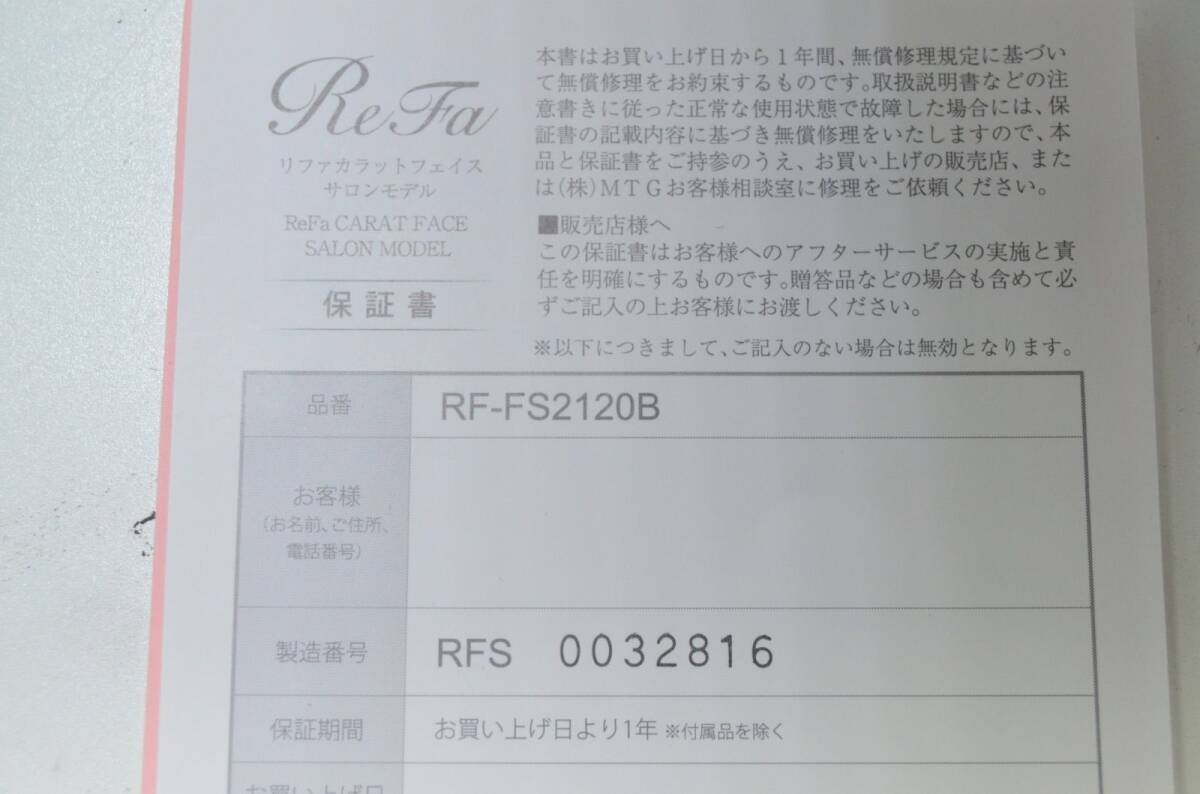 ReFa
リファカラットフェイス
サロンモデル
ReFa CARAT FACE
SALON MODEL
保証書
本書はお買い上げ日から１年間、無償修理規定に基づい
て無償修理をお約束するものです。取扱説明書などの注
意書きに従った正常な使用状態で故障した場合には、保
証書の記載内容に基づき無償修理をいたしますので、本
品と保証書をご持参のうえ、お買い上げの販売店、また
は(株)ＭＴＧお客様相談室に修理をご依頼ください。
■販売店様へ
この保証書はお客様へのアフターサービスの実施と責
任を明確にするものです。贈答品などの場合も含めて必
ずご記入の上お客様にお渡しください。
※以下につきまして、ご記入のない場合は無効となります。
品番 RF-FS2120B
お客様
(お名前、ご住所、
電話番号)
製造番号 RFS 0032816
保証期間 お買い上げ日より1年 ※付属品を除く
お買い上げ日